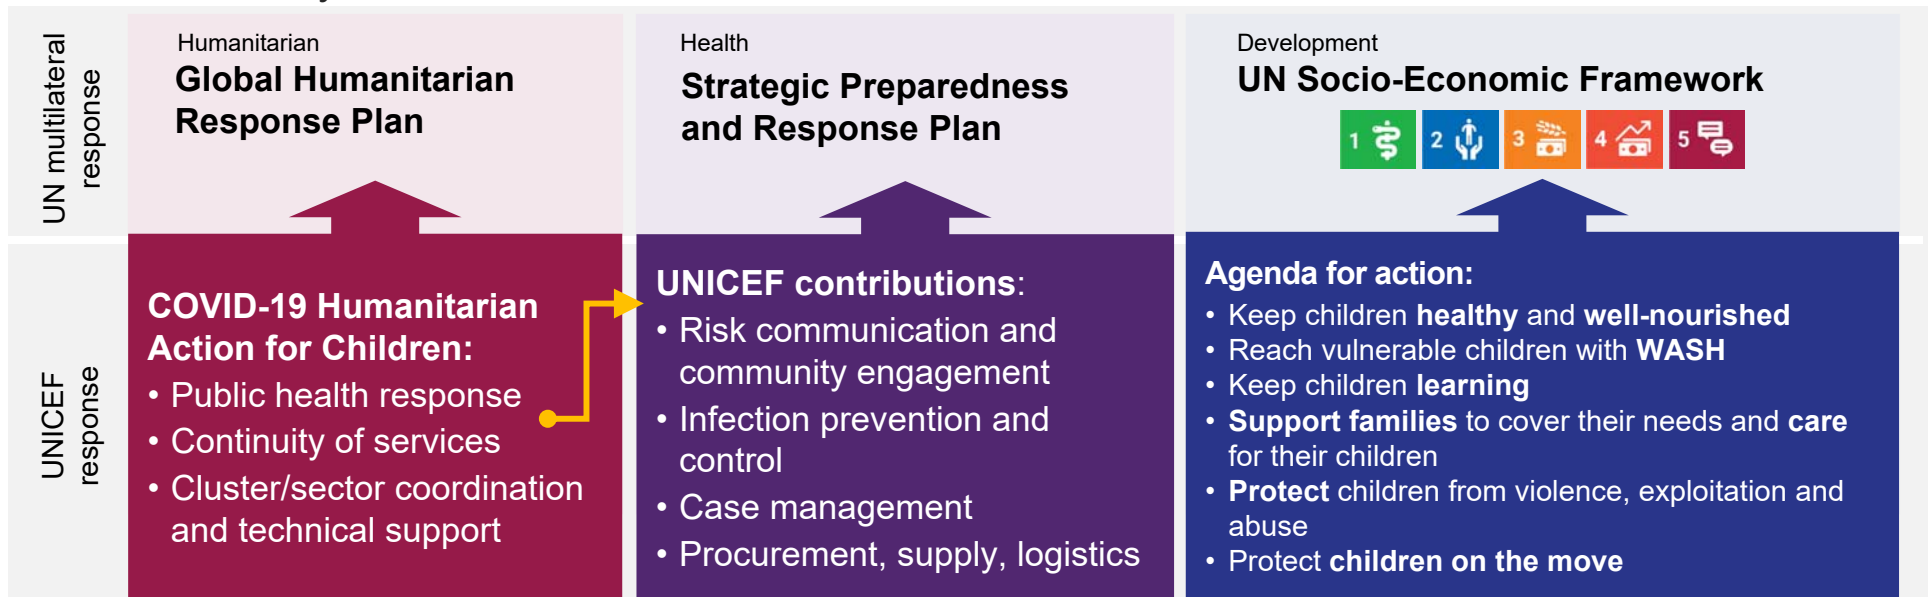 UN multilateral
response
Humanitarian
Global Humanitarian
Response Plan
Health
Strategic Preparedness
and Response Plan
Development
UN Socio-Economic Framework
1 2 3 4 5
UNICEF
response
COVID-19 Humanitarian
Action for Children:
• Public health response
• Continuity of services
• Cluster/sector coordination
and technical support
UNICEF contributions:
• Risk communication and
community engagement
• Infection prevention and
control
• Case management
• Procurement, supply, logistics
Agenda for action:
• Keep children healthy and well-nourished
• Reach vulnerable children with WASH
• Keep children learning
• Support families to cover their needs and care
for their children
• Protect children from violence, exploitation and
abuse
• Protect children on the move